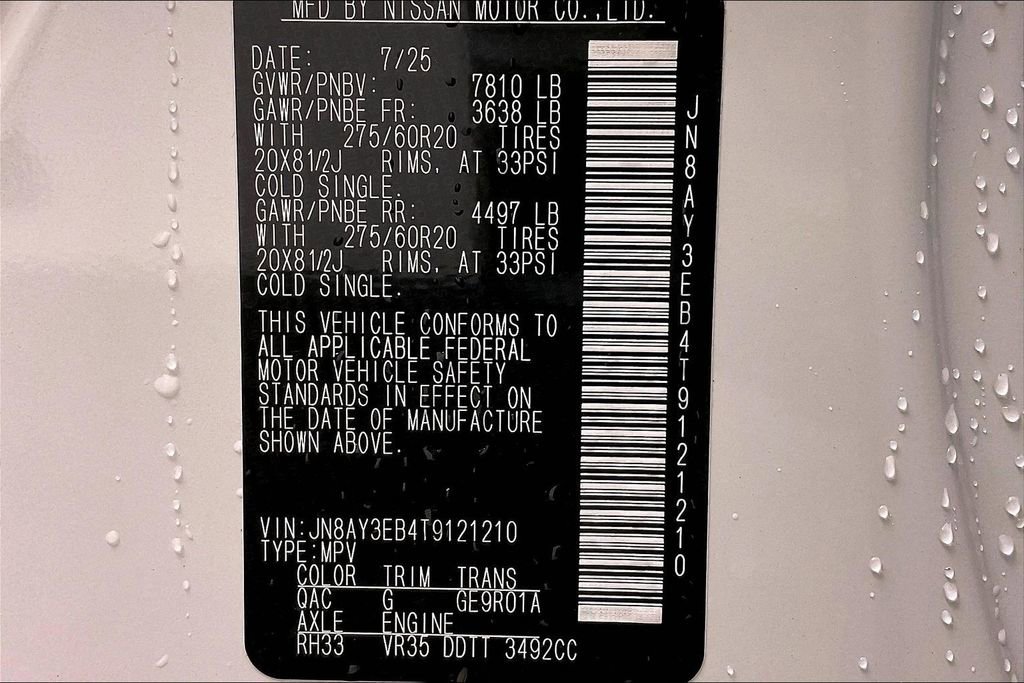 MFD BY NISSAN MOTOR CO.,LTD.
DATE: 7/25
GVWR/PNBV: 7810 LB
GAWR/PNBE FR: 3638 LB
WITH 275/60R20 TIRES
20X81/2J RIMS, AT 33PSI
COLD SINGLE.
GAWR/PNBE RR: 4497 LB
WITH 275/60R20 TIRES
20X81/2J RIMS, AT 33PSI
COLD SINGLE.
THIS VEHICLE CONFORMS TO
ALL APPLICABLE FEDERAL
MOTOR VEHICLE SAFETY
STANDARDS IN EFFECT ON
THE DATE OF MANUFACTURE
SHOWN ABOVE.
VIN:JN8AY3EB4T9121210
TYPE:MPV
COLOR TRIM TRANS
QAC G GE9R01A
AXLE ENGINE
RH33 VR35 DDTT 3492CC
JN8AY3EB4T9121210